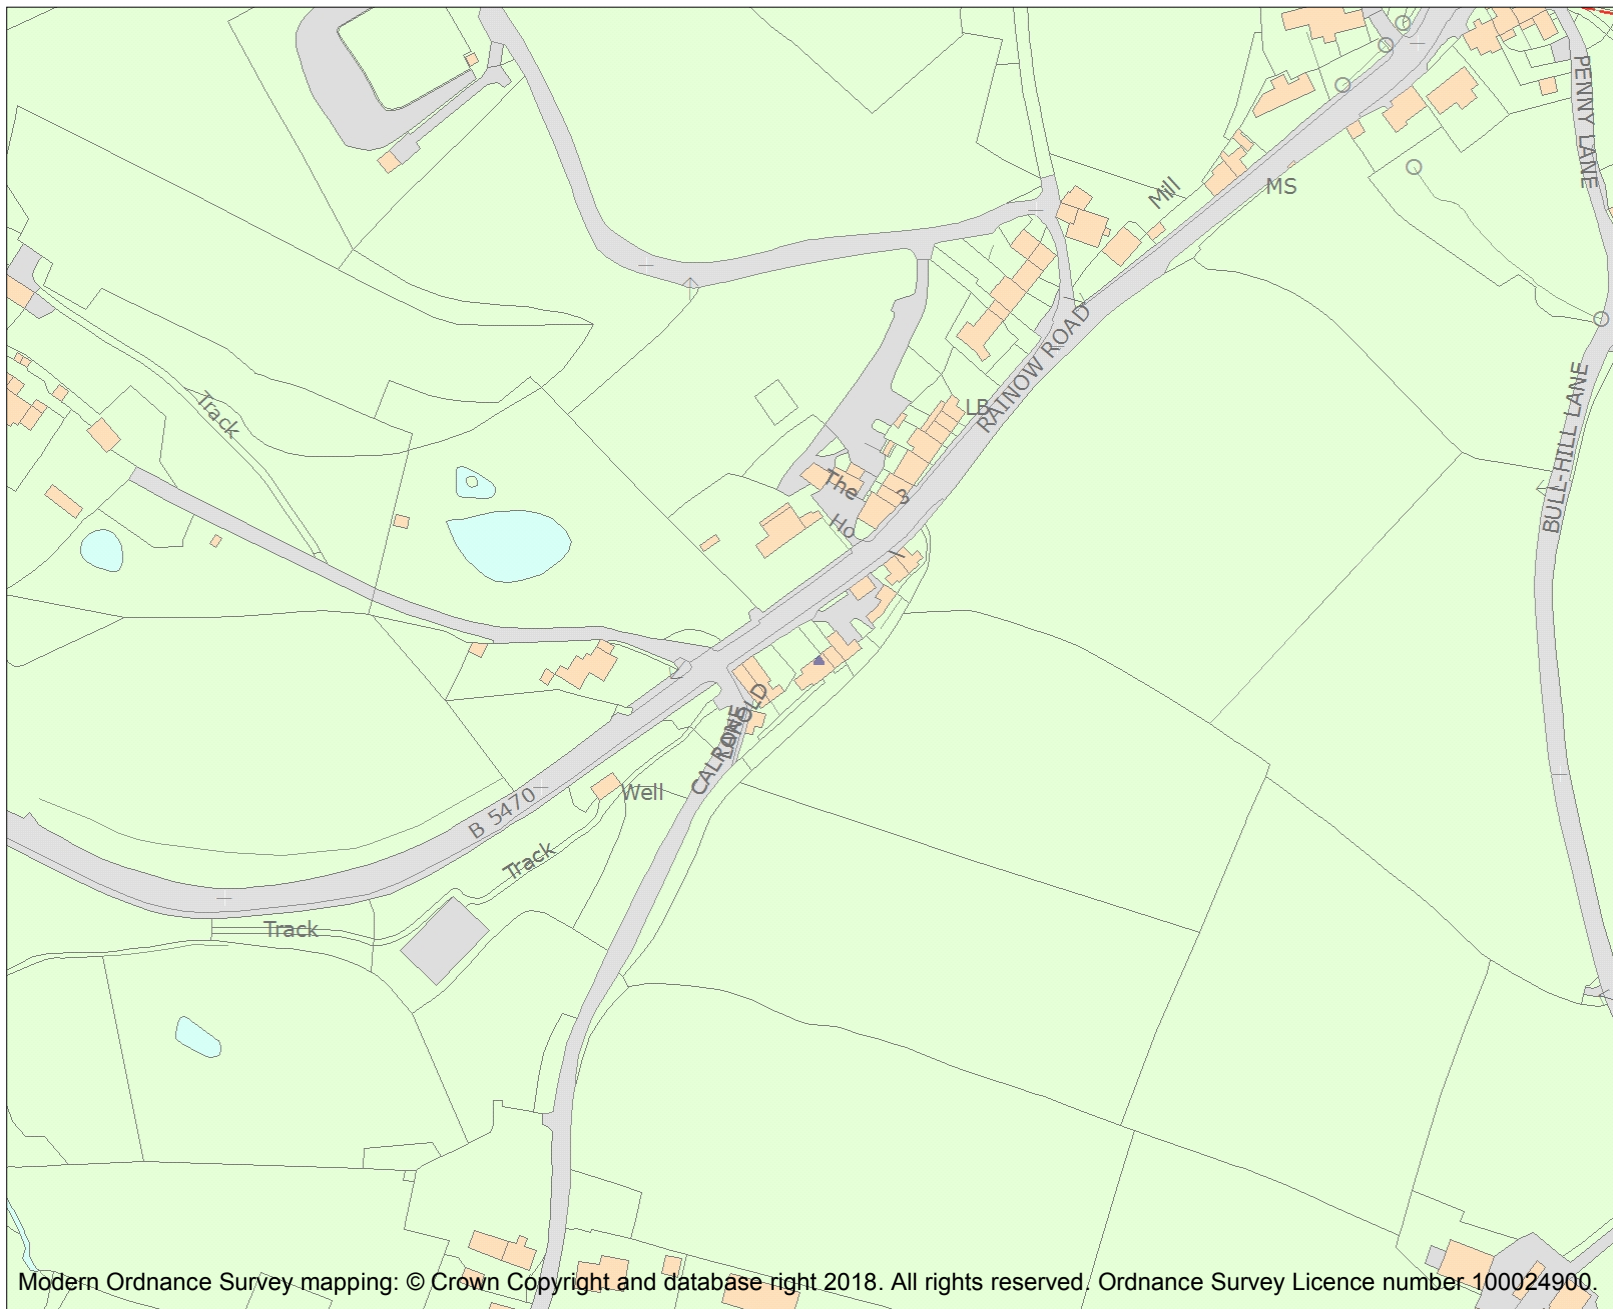 PENNY LANE
Mill
MS
RAINOW ROAD
LB
Track
BULL-HILL LANE
The
3
Ho
1
CALROFOLD
LANE
Well
B 5470
Track
Track
Modern Ordnance Survey mapping: © Crown Copyright and database right 2018. All rights reserved. Ordnance Survey Licence number 100024900.